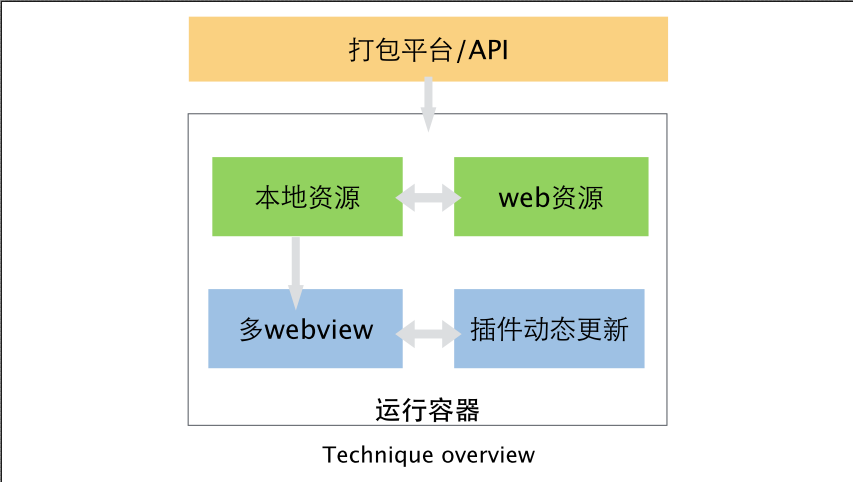 打包平台/API
本地资源
web资源
多webview
插件动态更新
运行容器
Technique overview